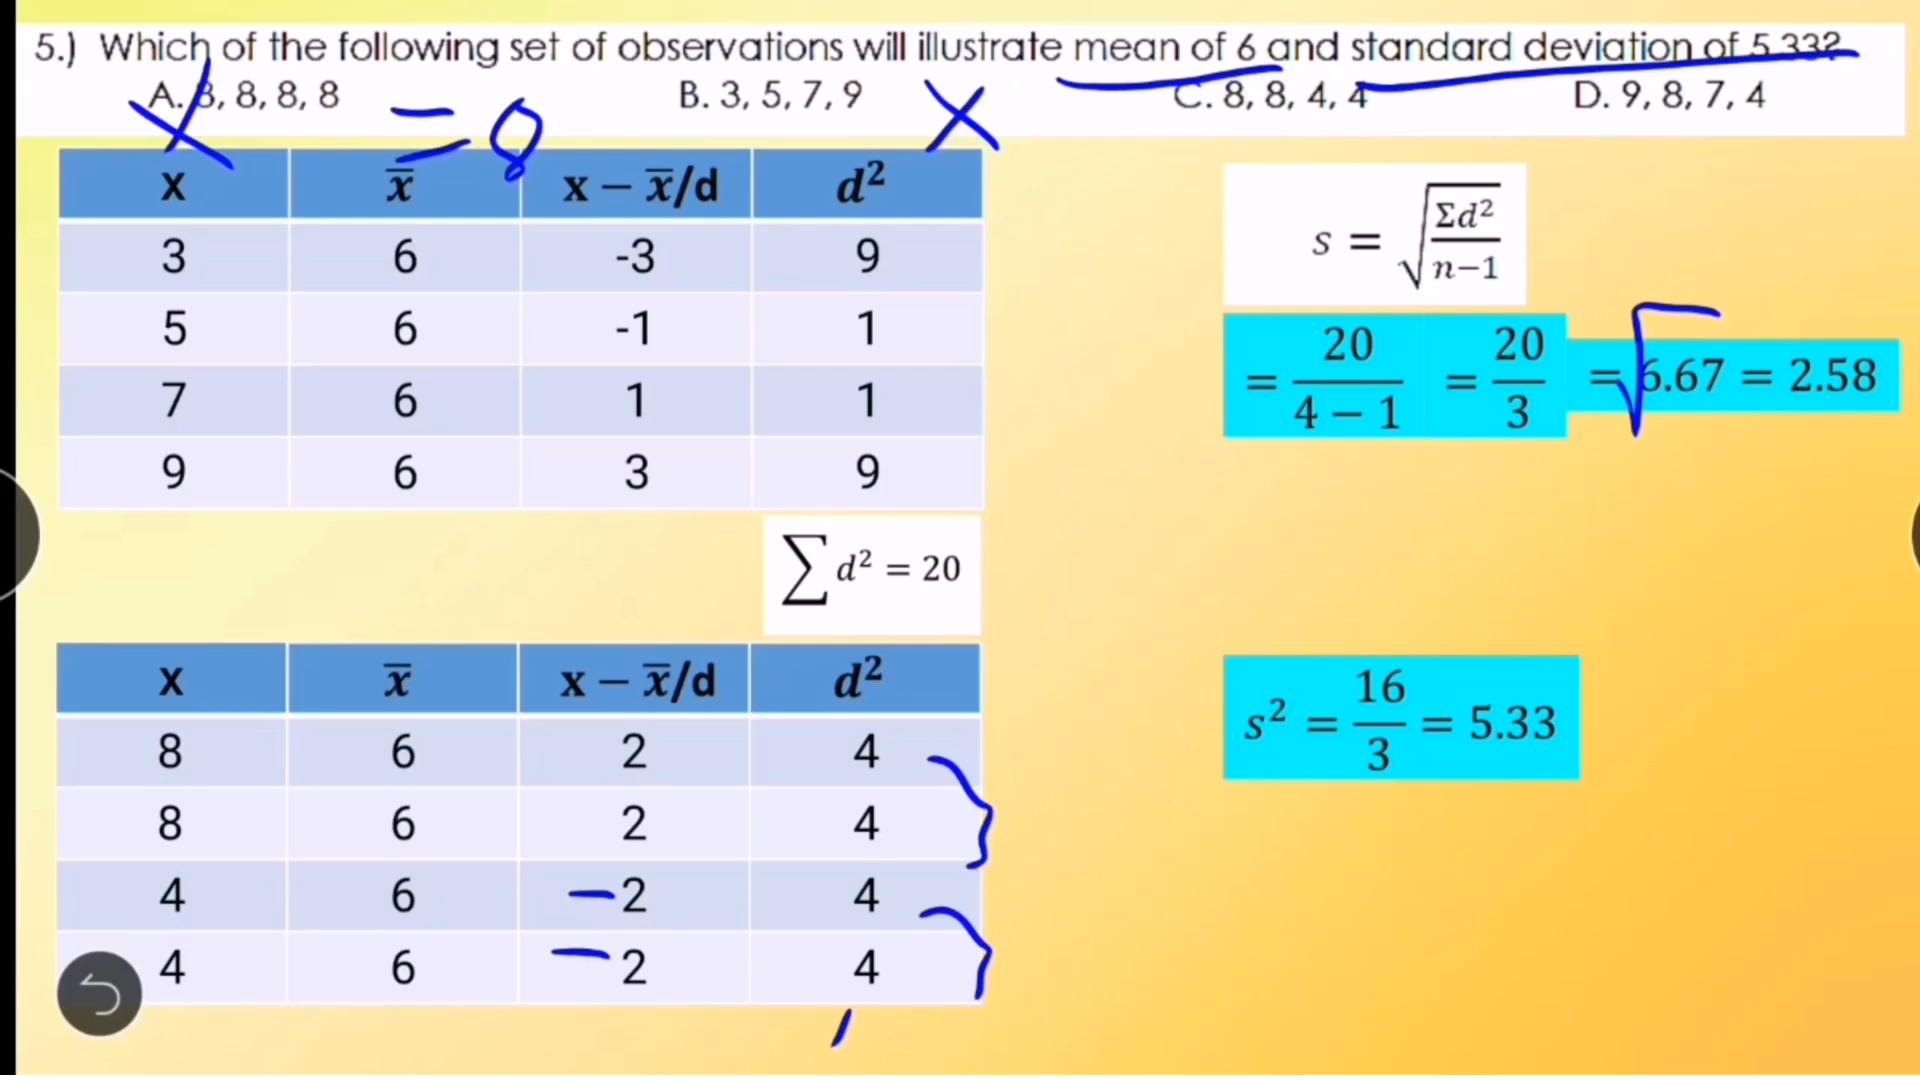 5.) Which of the following set of observations will illustrate mean of 6 and standard deviation of 5.33?
A. 8, 8, 8, 8 = 8 B. 3, 5, 7, 9 C. 8, 8, 4, 4 D. 9, 8, 7, 4
x x̅ x – x̅/d d²
3 6 -3 9
5 6 -1 1
7 6 1 1
9 6 3 9
∑ d² = 20
s = √(Σd²/(n−1))
= 20/(4 − 1) = 20/3 = √6.67 = 2.58
x x̅ x – x̅/d d²
8 6 2 4
8 6 2 4
4 6 –2 4
4 6 –2 4
s² = 16/3 = 5.33